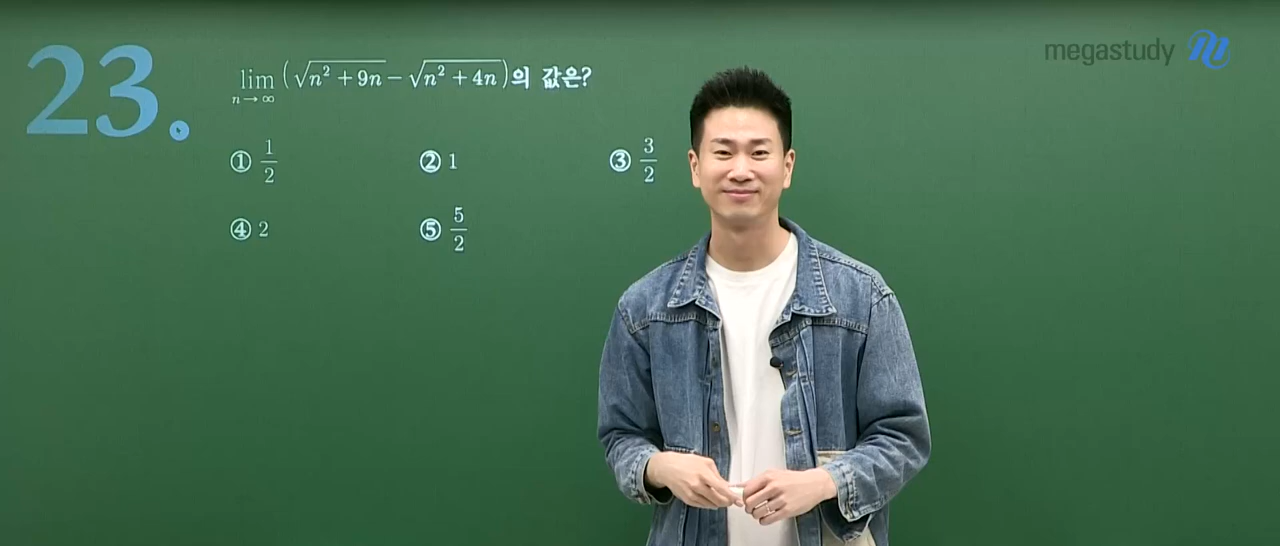 megastudy
23.
lim n→∞ (√(n² + 9n) − √(n² + 4n))의 값은?
① 1/2 ② 1 ③ 3/2
④ 2 ⑤ 5/2